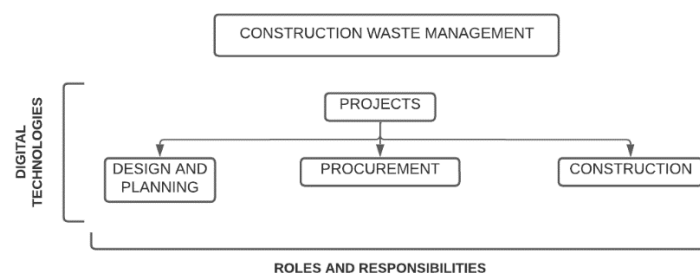 CONSTRUCTION WASTE MANAGEMENT
PROJECTS
DIGITAL
TECHNOLOGIES
DESIGN AND
PLANNING
PROCUREMENT
CONSTRUCTION
ROLES AND RESPONSIBILITIES